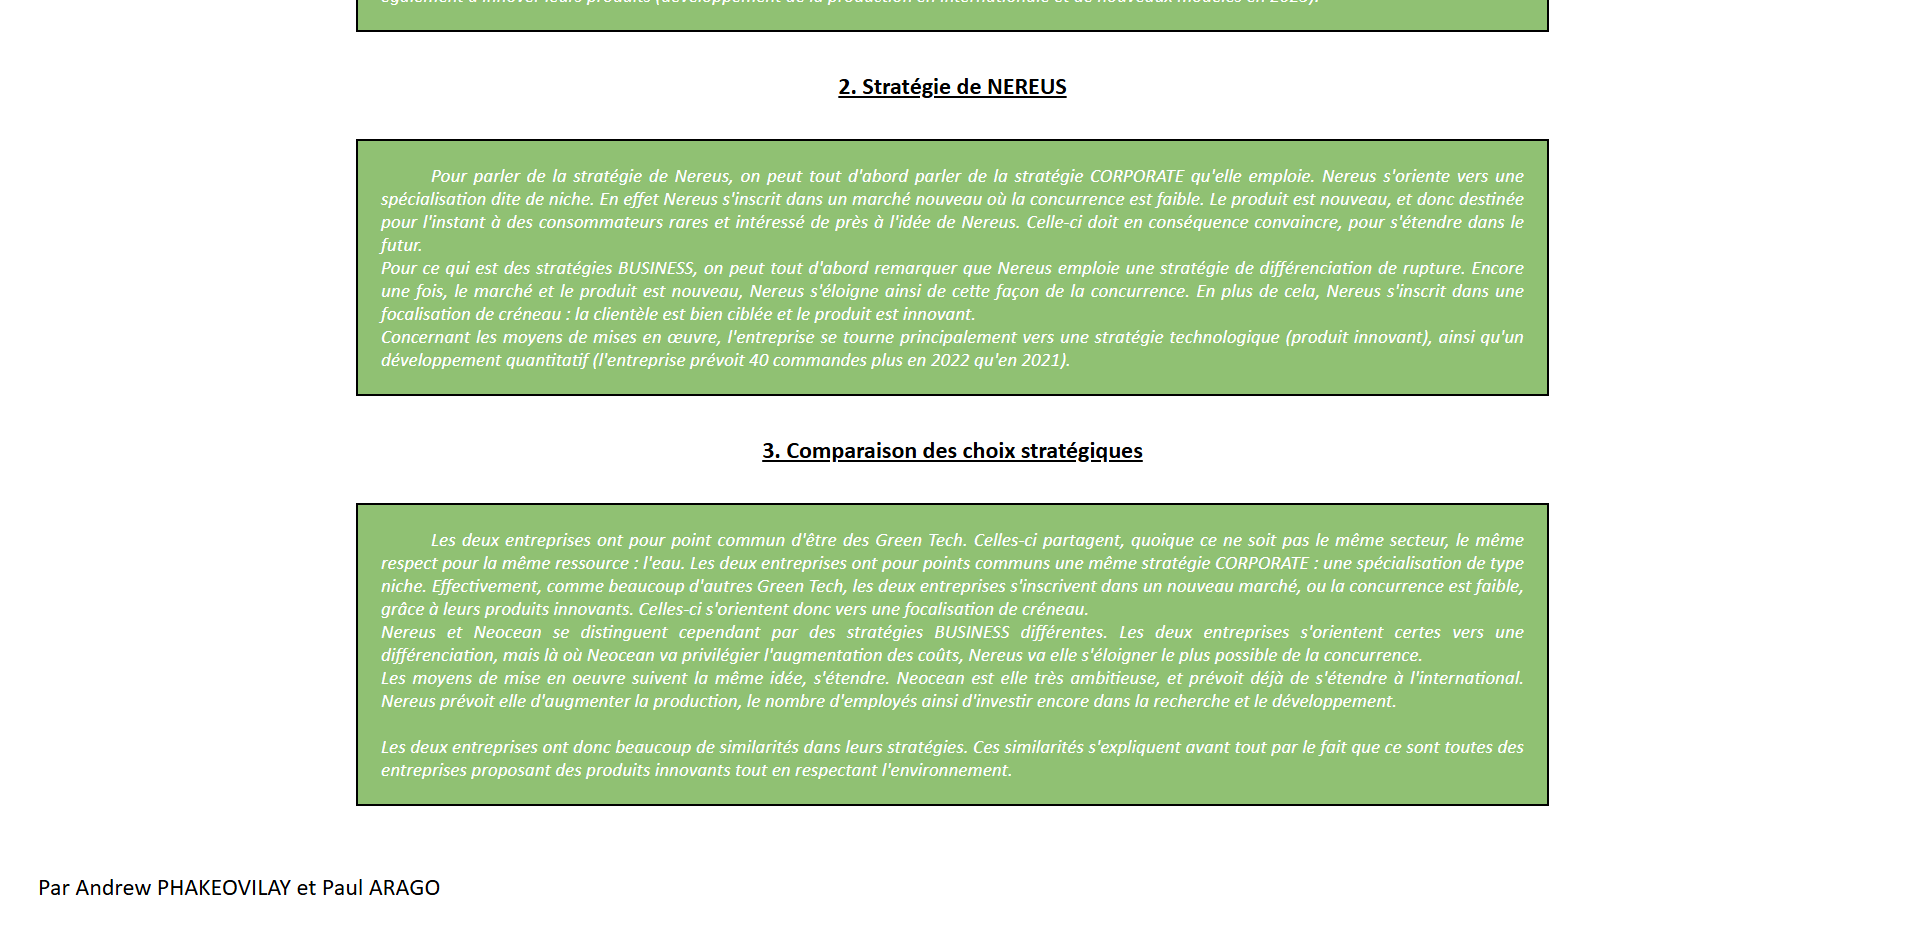 également d'innover leurs produits (développement de la production en internationale et de nouveaux modèles en 2023).
2. Stratégie de NEREUS
Pour parler de la stratégie de Nereus, on peut tout d'abord parler de la stratégie CORPORATE qu'elle emploie. Nereus s'oriente vers une
spécialisation dite de niche. En effet Nereus s'inscrit dans un marché nouveau où la concurrence est faible. Le produit est nouveau, et donc destinée
pour l'instant à des consommateurs rares et intéressé de près à l'idée de Nereus. Celle-ci doit en conséquence convaincre, pour s'étendre dans le
futur.
Pour ce qui est des stratégies BUSINESS, on peut tout d'abord remarquer que Nereus emploie une stratégie de différenciation de rupture. Encore
une fois, le marché et le produit est nouveau, Nereus s'éloigne ainsi de cette façon de la concurrence. En plus de cela, Nereus s'inscrit dans une
focalisation de créneau : la clientèle est bien ciblée et le produit est innovant.
Concernant les moyens de mises en œuvre, l'entreprise se tourne principalement vers une stratégie technologique (produit innovant), ainsi qu'un
développement quantitatif (l'entreprise prévoit 40 commandes plus en 2022 qu'en 2021).
3. Comparaison des choix stratégiques
Les deux entreprises ont pour point commun d'être des Green Tech. Celles-ci partagent, quoique ce ne soit pas le même secteur, le même
respect pour la même ressource : l'eau. Les deux entreprises ont pour points communs une même stratégie CORPORATE : une spécialisation de type
niche. Effectivement, comme beaucoup d'autres Green Tech, les deux entreprises s'inscrivent dans un nouveau marché, ou la concurrence est faible,
grâce à leurs produits innovants. Celles-ci s'orientent donc vers une focalisation de créneau.
Nereus et Neocean se distinguent cependant par des stratégies BUSINESS différentes. Les deux entreprises s'orientent certes vers une
différenciation, mais là où Neocean va privilégier l'augmentation des coûts, Nereus va elle s'éloigner le plus possible de la concurrence.
Les moyens de mise en oeuvre suivent la même idée, s'étendre. Neocean est elle très ambitieuse, et prévoit déjà de s'étendre à l'international.
Nereus prévoit elle d'augmenter la production, le nombre d'employés ainsi d'investir encore dans la recherche et le développement.
Les deux entreprises ont donc beaucoup de similarités dans leurs stratégies. Ces similarités s'expliquent avant tout par le fait que ce sont toutes des
entreprises proposant des produits innovants tout en respectant l'environnement.
Par Andrew PHAKEOVILAY et Paul ARAGO